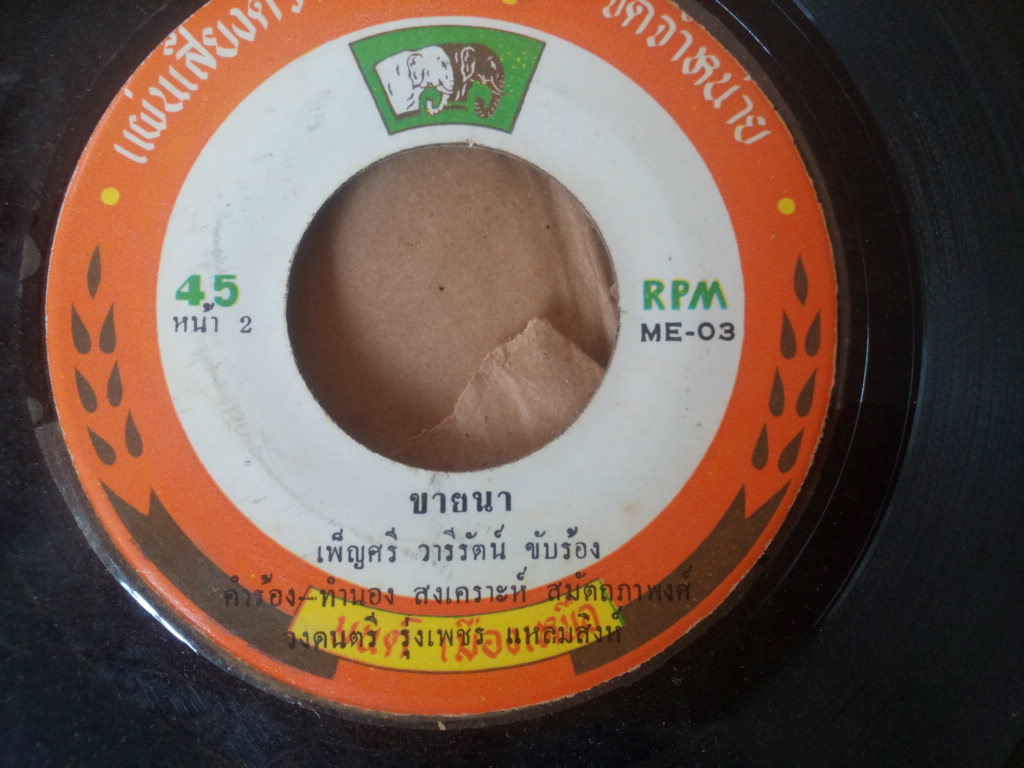 แผ่นเสียงตรา
จัดจำหน่าย
45
RPM
หน้า 2
ME-03
ขายนา
เพ็ญศรี วารีรัตน์ ขับร้อง
คำร้อง-ทำนอง สงเคราะห์ สมัตถภาพงศ์
วงดนตรี รุ่งเพชร แหลมสิงห์